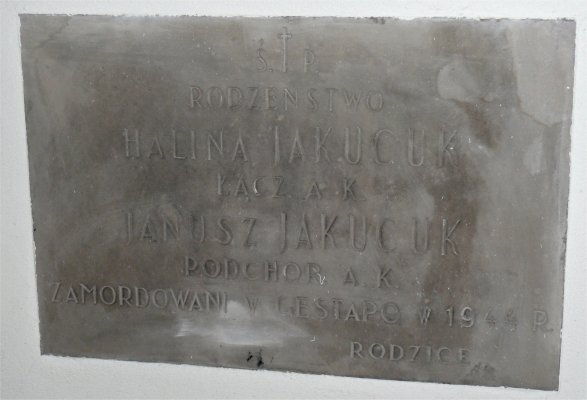 Ś.†P.
RODZEŃSTWO
HALINA JAKUCUK
ŁĄCZ. A.K.
JANUSZ JAKUCUK
PODCHOR. A.K.
ZAMORDOWANI W GESTAPO W 1944 R.
RODZICE